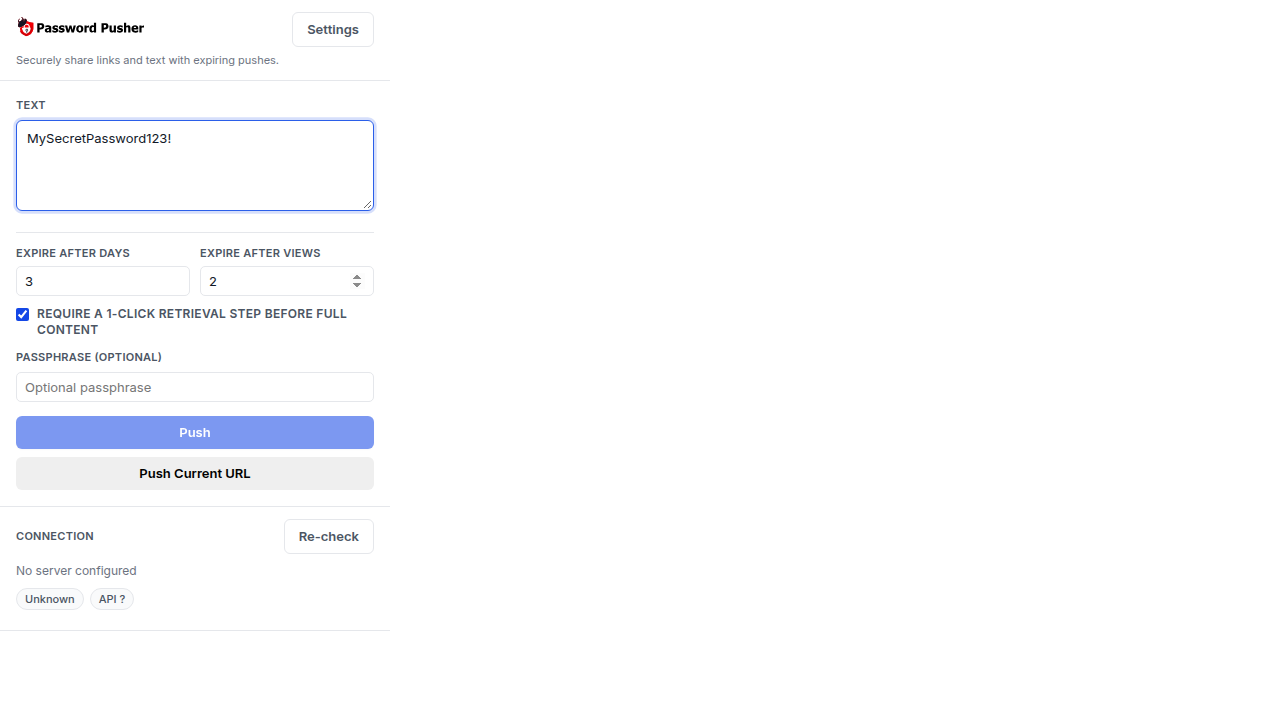 Password Pusher
Settings
Securely share links and text with expiring pushes.
TEXT
MySecretPassword123!
EXPIRE AFTER DAYS
EXPIRE AFTER VIEWS
3
2
REQUIRE A 1-CLICK RETRIEVAL STEP BEFORE FULL
CONTENT
PASSPHRASE (OPTIONAL)
Optional passphrase
Push
Push Current URL
CONNECTION
Re-check
No server configured
Unknown
API ?